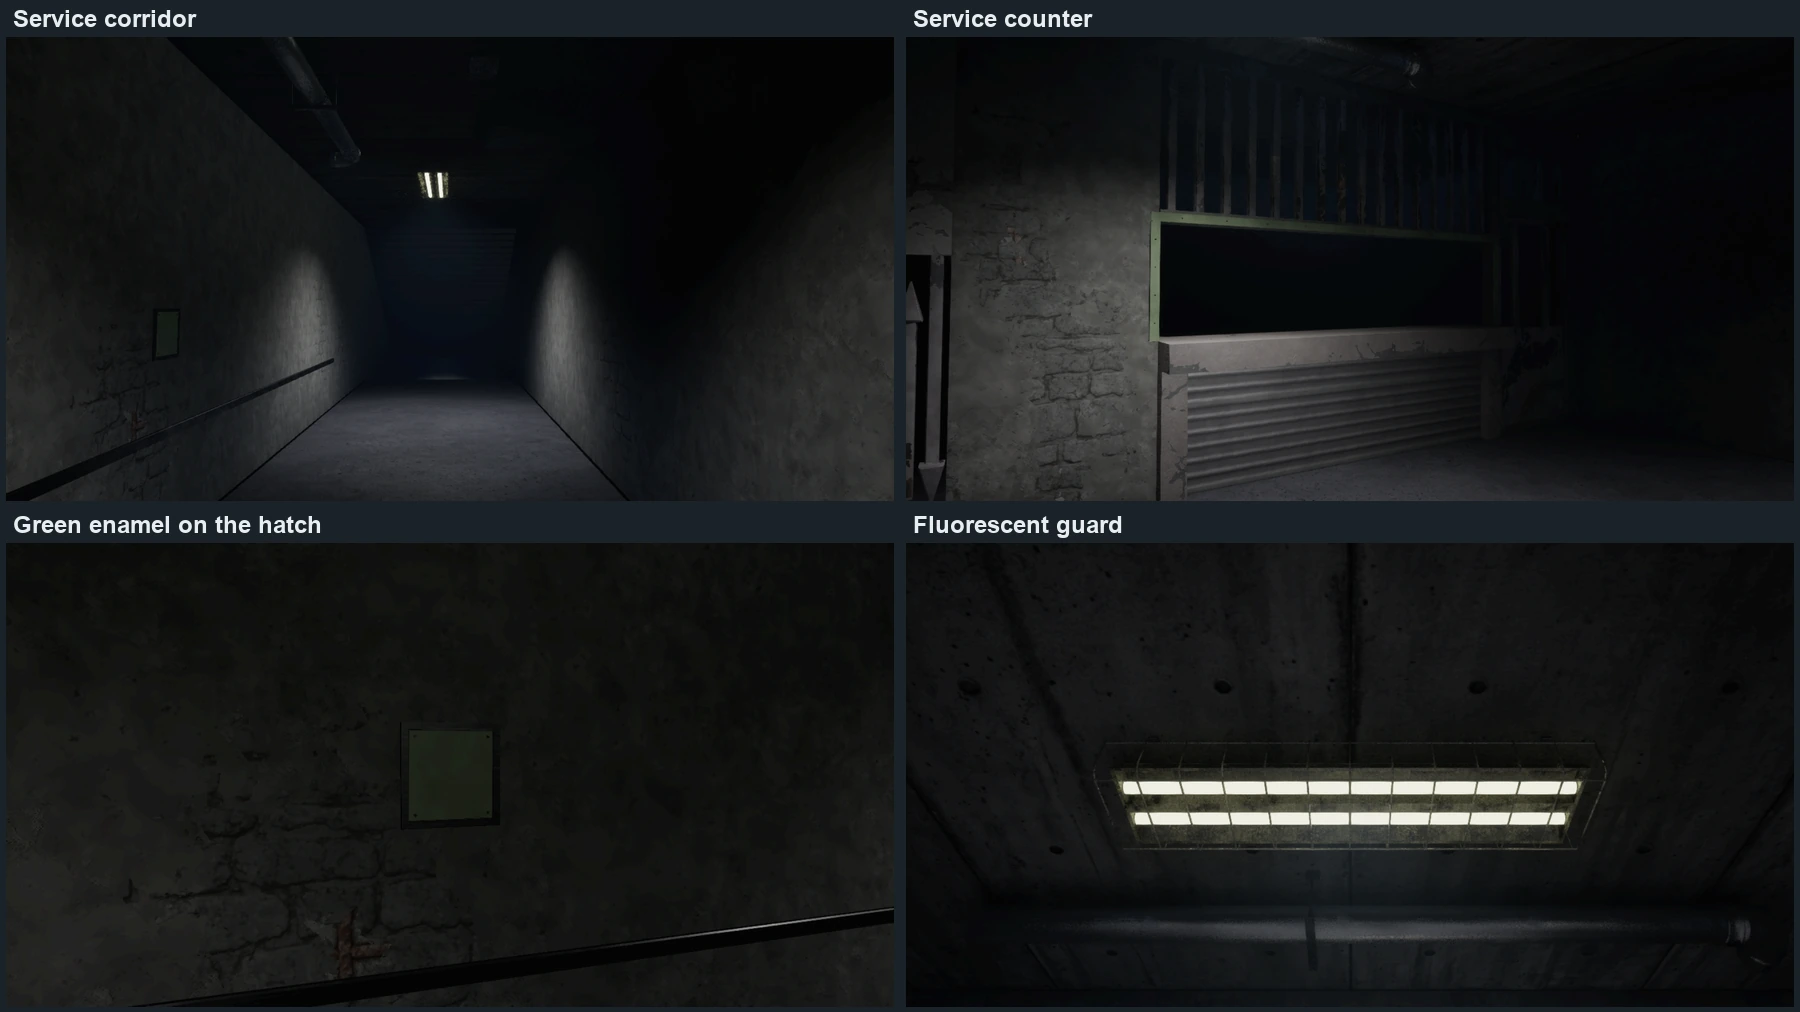 Service corridor
Service counter
Green enamel on the hatch
Fluorescent guard